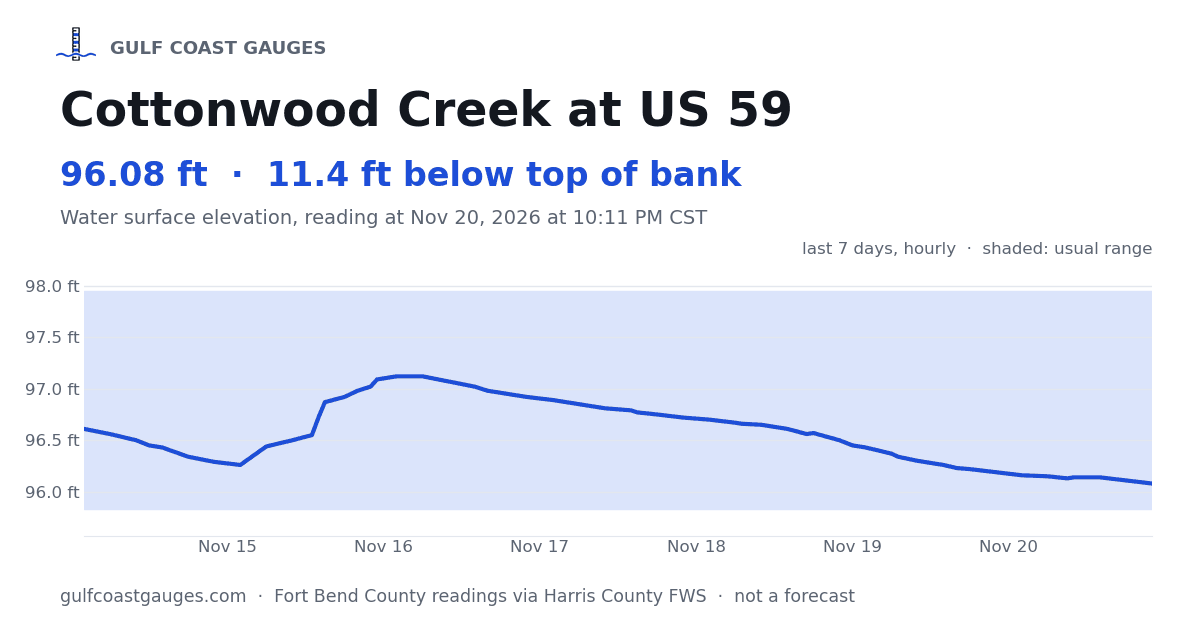 GULF COAST GAUGES
Cottonwood Creek at US 59
96.08 ft · 11.4 ft below top of bank
Water surface elevation, reading at Nov 20, 2026 at 10:11 PM CST
last 7 days, hourly · shaded: usual range
98.0 ft
97.5 ft
97.0 ft
96.5 ft
96.0 ft
Nov 15 Nov 16 Nov 17 Nov 18 Nov 19 Nov 20
gulfcoastgauges.com · Fort Bend County readings via Harris County FWS · not a forecast